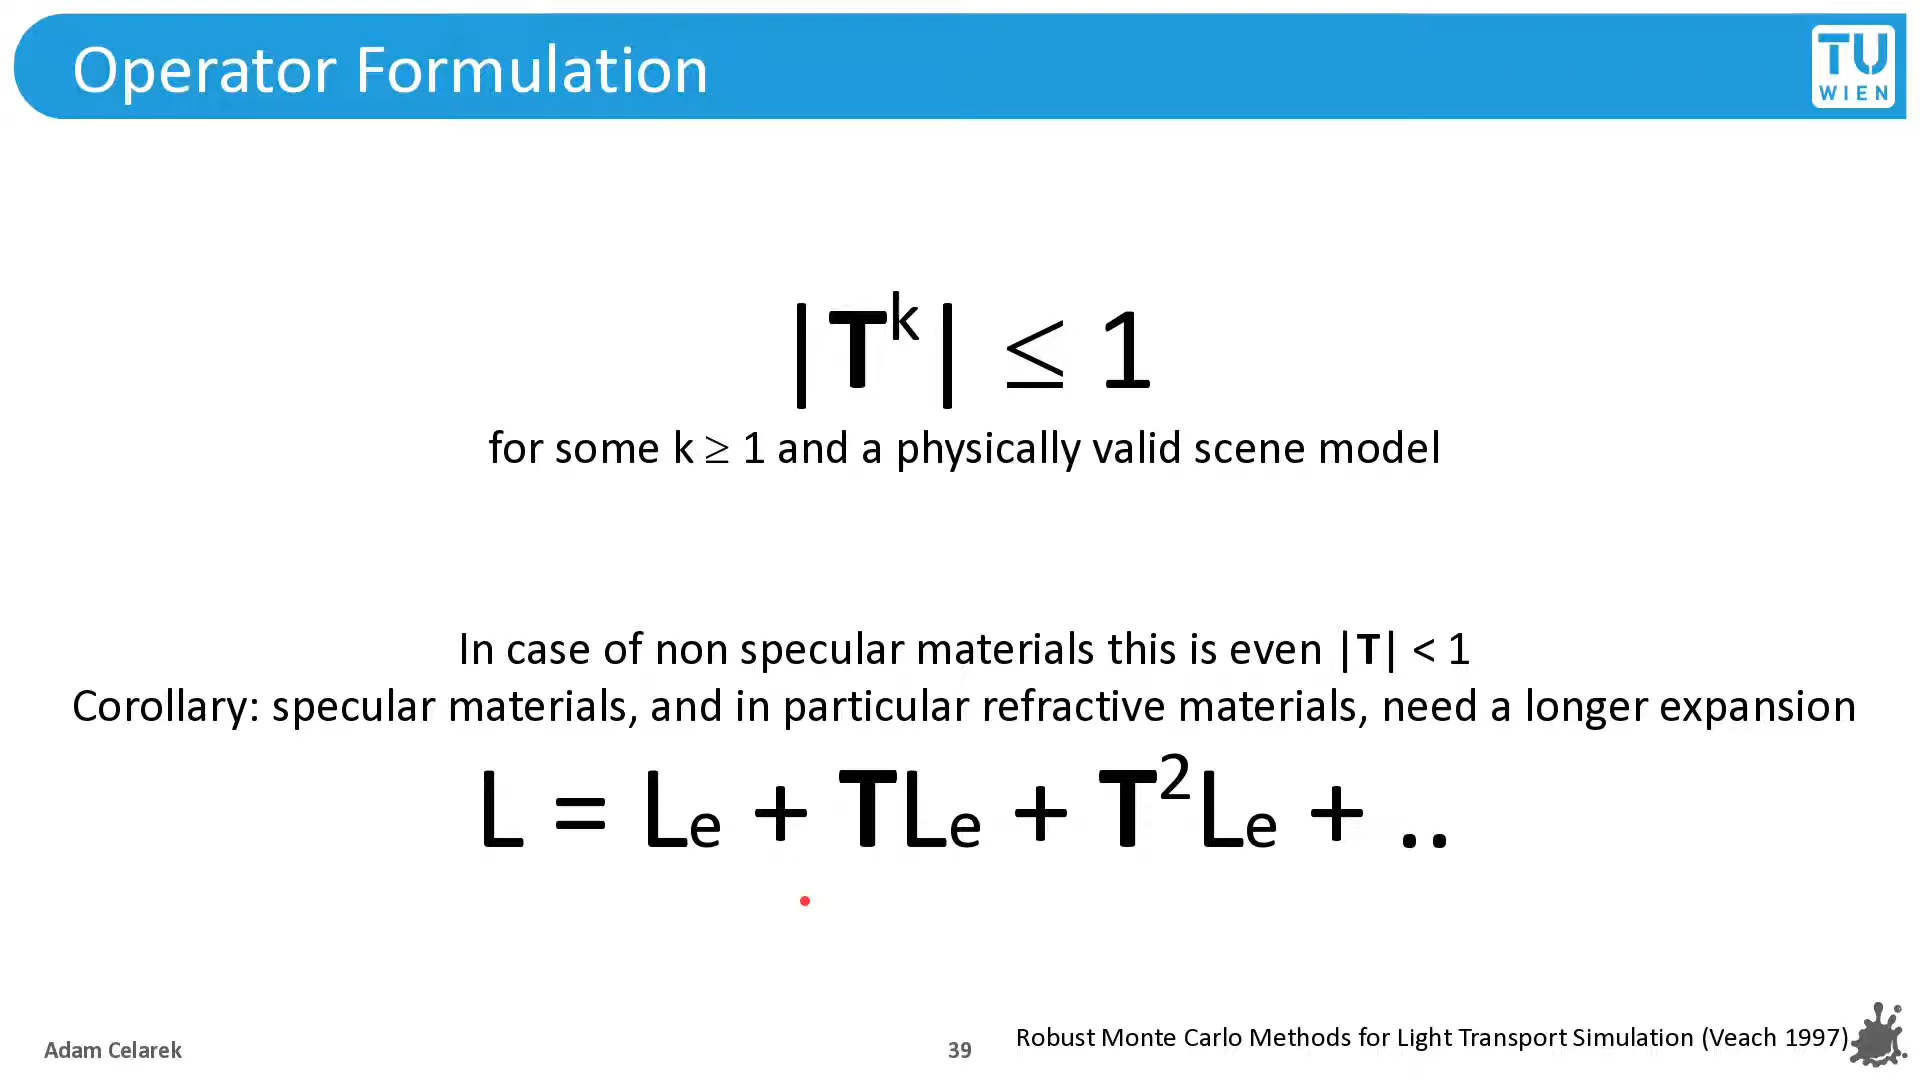 Operator Formulation
TU
WIEN
|Tᵏ| ≤ 1
for some k ≥ 1 and a physically valid scene model
In case of non specular materials this is even |T| < 1
Corollary: specular materials, and in particular refractive materials, need a longer expansion
L = Le + TLe + T²Le + ..
Adam Celarek
39
Robust Monte Carlo Methods for Light Transport Simulation (Veach 1997)